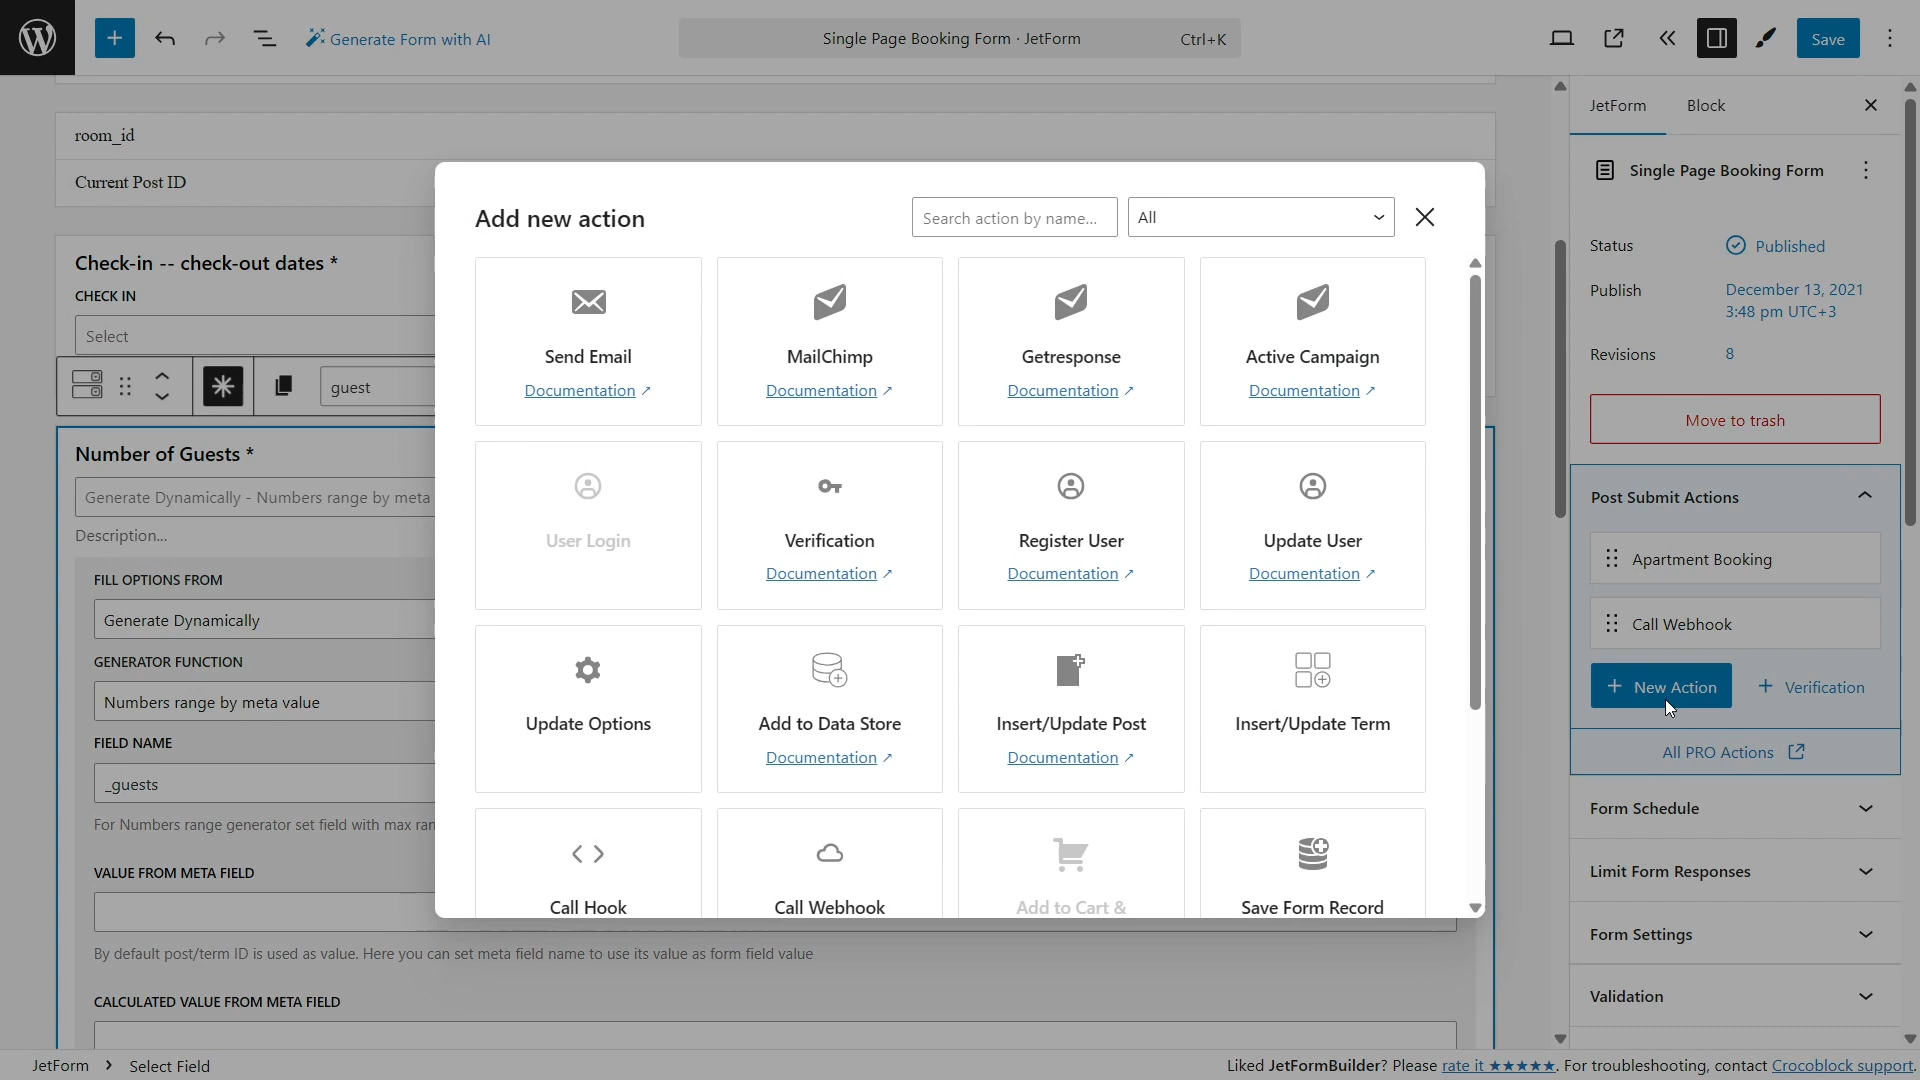 Generate Form with AI
Single Page Booking Form · JetForm Ctrl+K
Save
room_id
Current Post ID
Check-in -- check-out dates *
CHECK IN
Select
guest
Number of Guests *
Generate Dynamically - Numbers range by meta
Description...
FILL OPTIONS FROM
Generate Dynamically
GENERATOR FUNCTION
Numbers range by meta value
FIELD NAME
_guests
For Numbers range generator set field with max ran
VALUE FROM META FIELD
By default post/term ID is used as value. Here you can set meta field name to use its value as form field value
CALCULATED VALUE FROM META FIELD
Add new action
Search action by name...
All
Send Email
Documentation ↗
MailChimp
Documentation ↗
Getresponse
Documentation ↗
Active Campaign
Documentation ↗
User Login
Verification
Documentation ↗
Register User
Documentation ↗
Update User
Documentation ↗
Update Options
Add to Data Store
Documentation ↗
Insert/Update Post
Documentation ↗
Insert/Update Term
Call Hook
Call Webhook
Add to Cart &
Save Form Record
JetForm Block
Single Page Booking Form
Status Published
Publish December 13, 2021
3:48 pm UTC+3
Revisions 8
Move to trash
Post Submit Actions
Apartment Booking
Call Webhook
+ New Action + Verification
All PRO Actions
Form Schedule
Limit Form Responses
Form Settings
Validation
JetForm > Select Field
Liked JetFormBuilder? Please rate it ★★★★★. For troubleshooting, contact Crocoblock support.